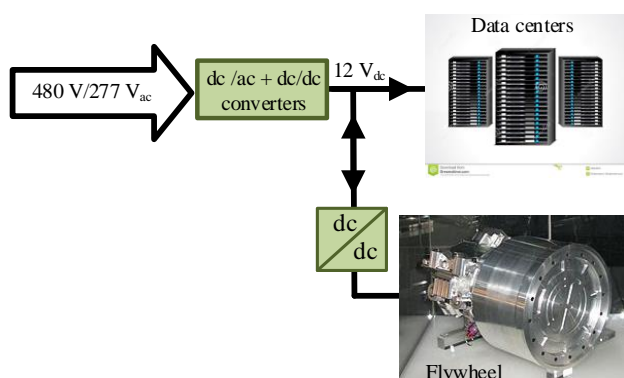 Data centers
480 V/277 Vac
dc /ac + dc/dc
converters
12 Vdc
dc
dc
Flywheel